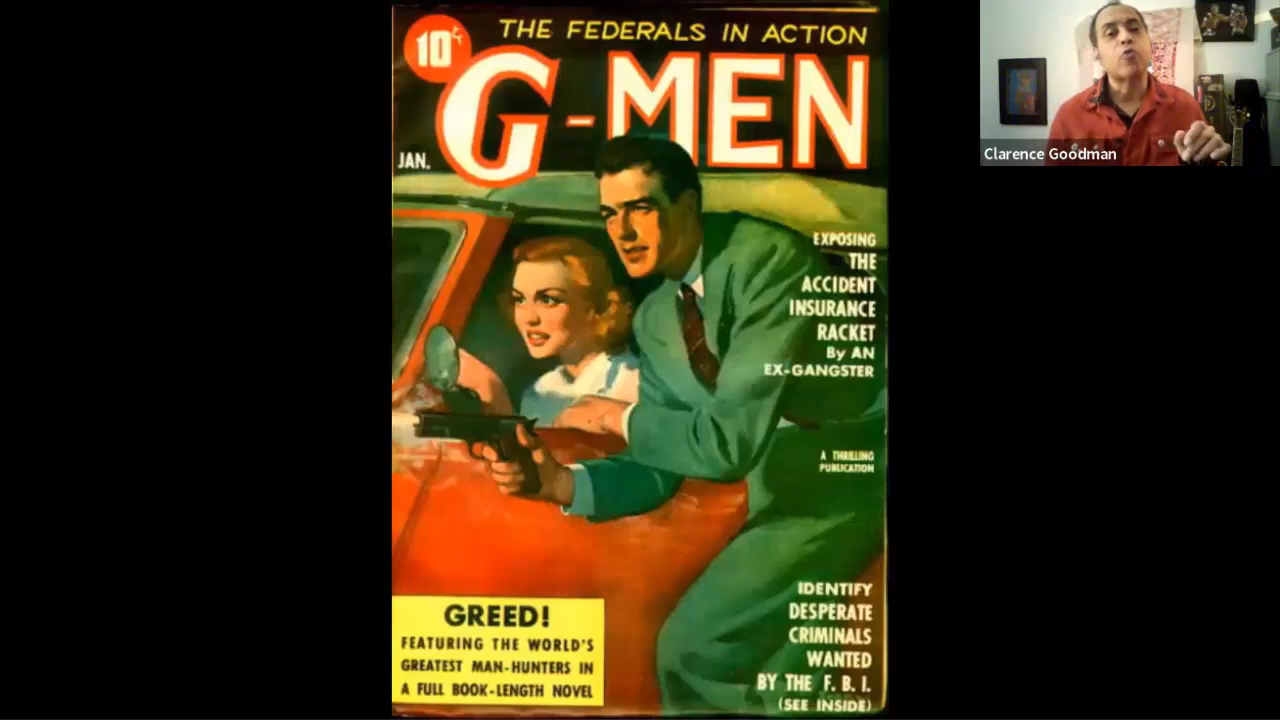 THE FEDERALS IN ACTION
10¢
G-MEN
JAN.
EXPOSING
THE
ACCIDENT
INSURANCE
RACKET
By AN
EX-GANGSTER
A THRILLING
PUBLICATION
GREED!
FEATURING THE WORLD'S
GREATEST MAN-HUNTERS IN
A FULL BOOK-LENGTH NOVEL
IDENTIFY
DESPERATE
CRIMINALS
WANTED
BY THE F. B. I.
(SEE INSIDE)
Clarence Goodman